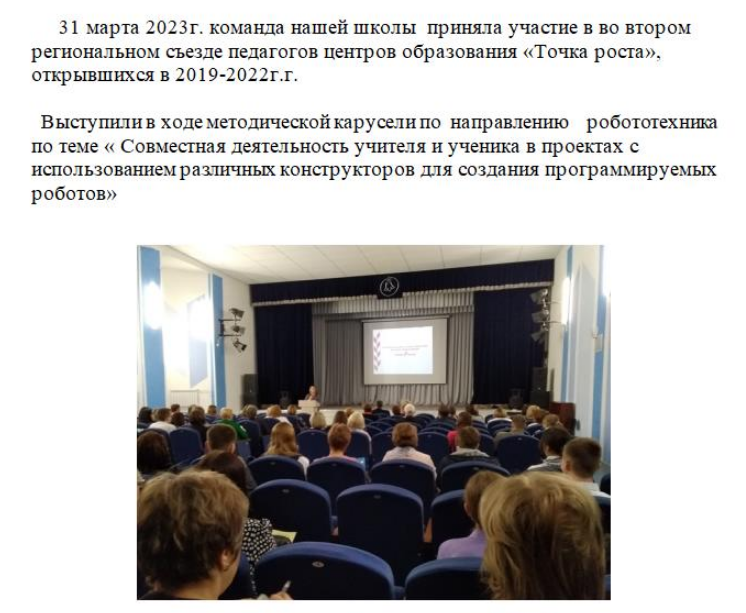 31 марта 2023г. команда нашей школы приняла участие в во втором
региональном съезде педагогов центров образования «Точка роста»,
открывшихся в 2019-2022г.г.
Выступили в ходе методической карусели по направлению робототехника
по теме « Совместная деятельность учителя и ученика в проектах с
использованием различных конструкторов для создания программируемых
роботов»